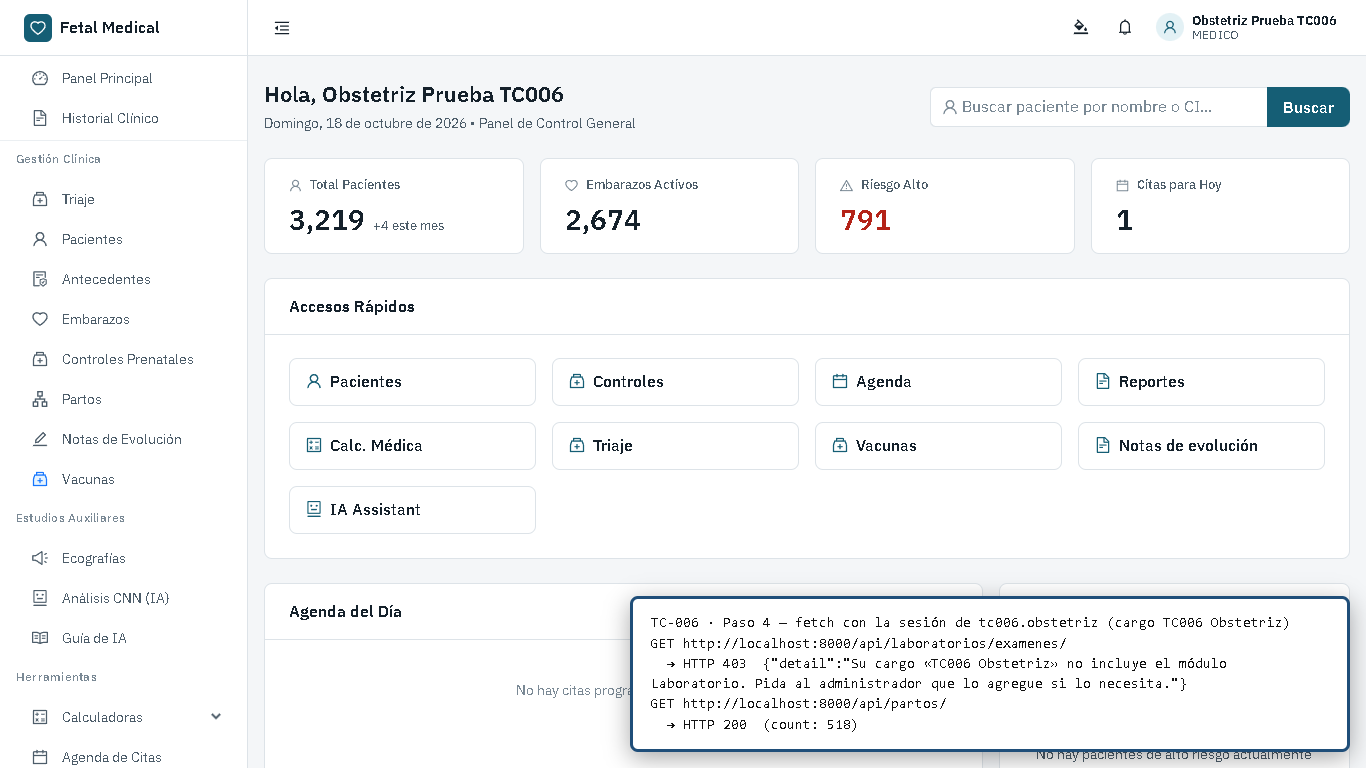 Fetal Medical
Obstetriz Prueba TC006
MEDICO
Panel Principal
Historial Clínico
Gestión Clínica
Triaje
Pacientes
Antecedentes
Embarazos
Controles Prenatales
Partos
Notas de Evolución
Vacunas
Estudios Auxiliares
Ecografías
Análisis CNN (IA)
Guía de IA
Herramientas
Calculadoras
Agenda de Citas
Hola, Obstetriz Prueba TC006
Domingo, 18 de octubre de 2026 • Panel de Control General
Buscar paciente por nombre o CI...
Buscar
Total Pacientes
3,219 +4 este mes
Embarazos Activos
2,674
Riesgo Alto
791
Citas para Hoy
1
Accesos Rápidos
Pacientes
Controles
Agenda
Reportes
Calc. Médica
Triaje
Vacunas
Notas de evolución
IA Assistant
Agenda del Día
No hay citas
TC-006 · Paso 4 — fetch con la sesión de tc006.obstetriz (cargo TC006 Obstetriz)
GET http://localhost:8000/api/laboratorios/examenes/
→ HTTP 403 {"detail":"Su cargo «TC006 Obstetriz» no incluye el módulo
Laboratorio. Pida al administrador que lo agregue si lo necesita."}
GET http://localhost:8000/api/partos/
→ HTTP 200 (count: 518)
No hay pacientes de alto riesgo actualmente